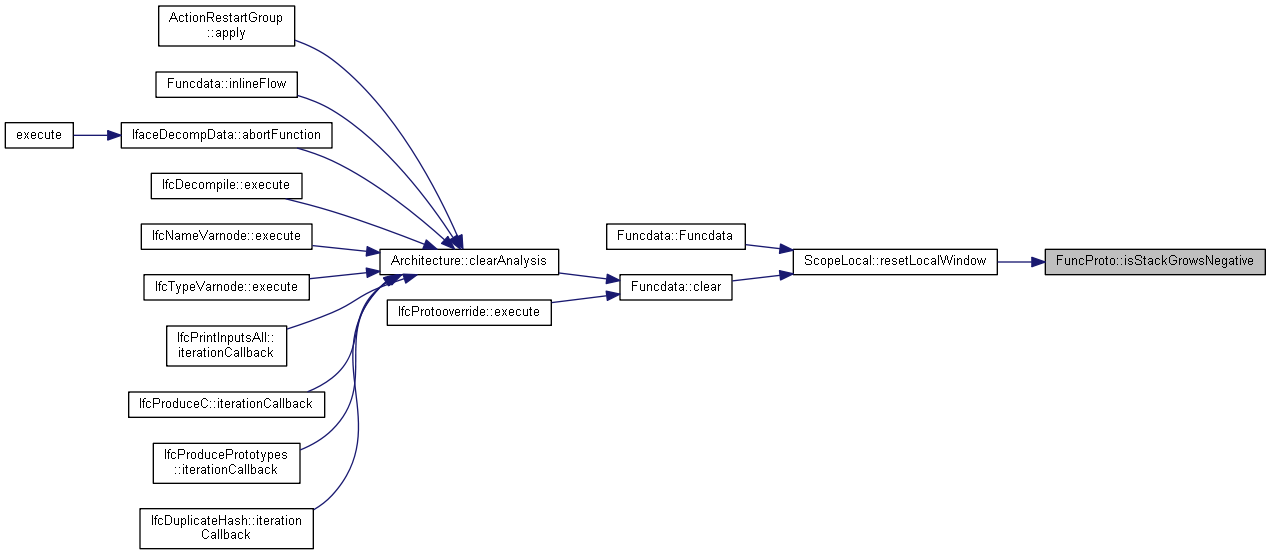 ActionRestartGroup
::apply
Funcdata::inlineFlow
execute
IfaceDecompData::abortFunction
IfcDecompile::execute
IfcNameVarnode::execute
Funcdata::Funcdata
Architecture::clearAnalysis
ScopeLocal::resetLocalWindow
FuncProto::isStackGrowsNegative
IfcTypeVarnode::execute
Funcdata::clear
IfcProtooverride::execute
IfcPrintInputsAll::
iterationCallback
IfcProduceC::iterationCallback
IfcProducePrototypes
::iterationCallback
IfcDuplicateHash::iteration
Callback